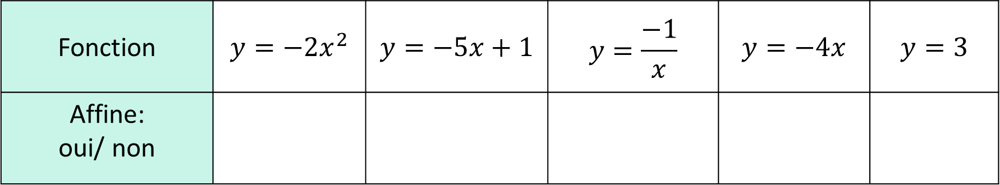 Fonction
y = −2x²
y = −5x + 1
y = −1/x
y = −4x
y = 3
Affine:
oui/ non